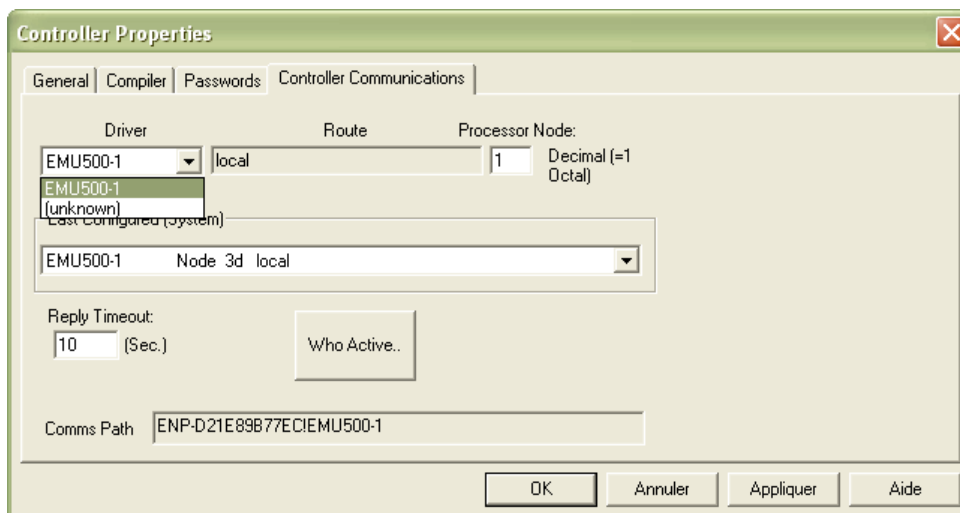 Controller Properties
General Compiler Passwords Controller Communications
Driver Route Processor Node:
EMU500-1 local 1 Decimal (=1
Octal)
EMU500-1
(unknown)
Last Configured (System)
EMU500-1 Node 3d local
Reply Timeout:
10 (Sec.) Who Active..
Comms Path ENP-D21E89B77EC!EMU500-1
OK Annuler Appliquer Aide